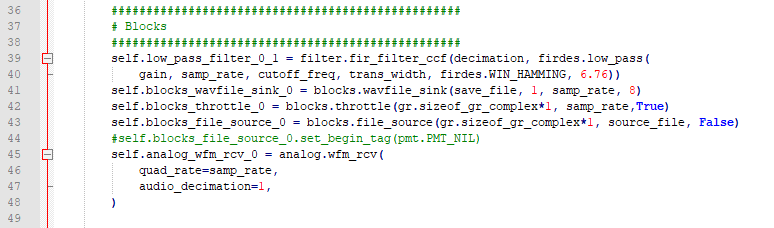 36 ##################################################
37 # Blocks
38 ##################################################
39 self.low_pass_filter_0_1 = filter.fir_filter_ccf(decimation, firdes.low_pass(
40 gain, samp_rate, cutoff_freq, trans_width, firdes.WIN_HAMMING, 6.76))
41 self.blocks_wavfile_sink_0 = blocks.wavfile_sink(save_file, 1, samp_rate, 8)
42 self.blocks_throttle_0 = blocks.throttle(gr.sizeof_gr_complex*1, samp_rate,True)
43 self.blocks_file_source_0 = blocks.file_source(gr.sizeof_gr_complex*1, source_file, False)
44 #self.blocks_file_source_0.set_begin_tag(pmt.PMT_NIL)
45 self.analog_wfm_rcv_0 = analog.wfm_rcv(
46 quad_rate=samp_rate,
47 audio_decimation=1,
48 )
49